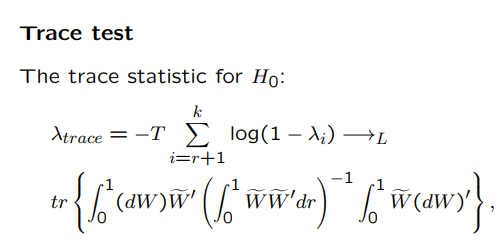 Trace test
The trace statistic for H₀:
λ_trace = −T ∑_{i=r+1}^{k} log(1 − λ_i) ⟶_L
tr { ∫₀¹ (dW)W̃′ ( ∫₀¹ W̃W̃′dr )⁻¹ ∫₀¹ W̃(dW)′ } ,